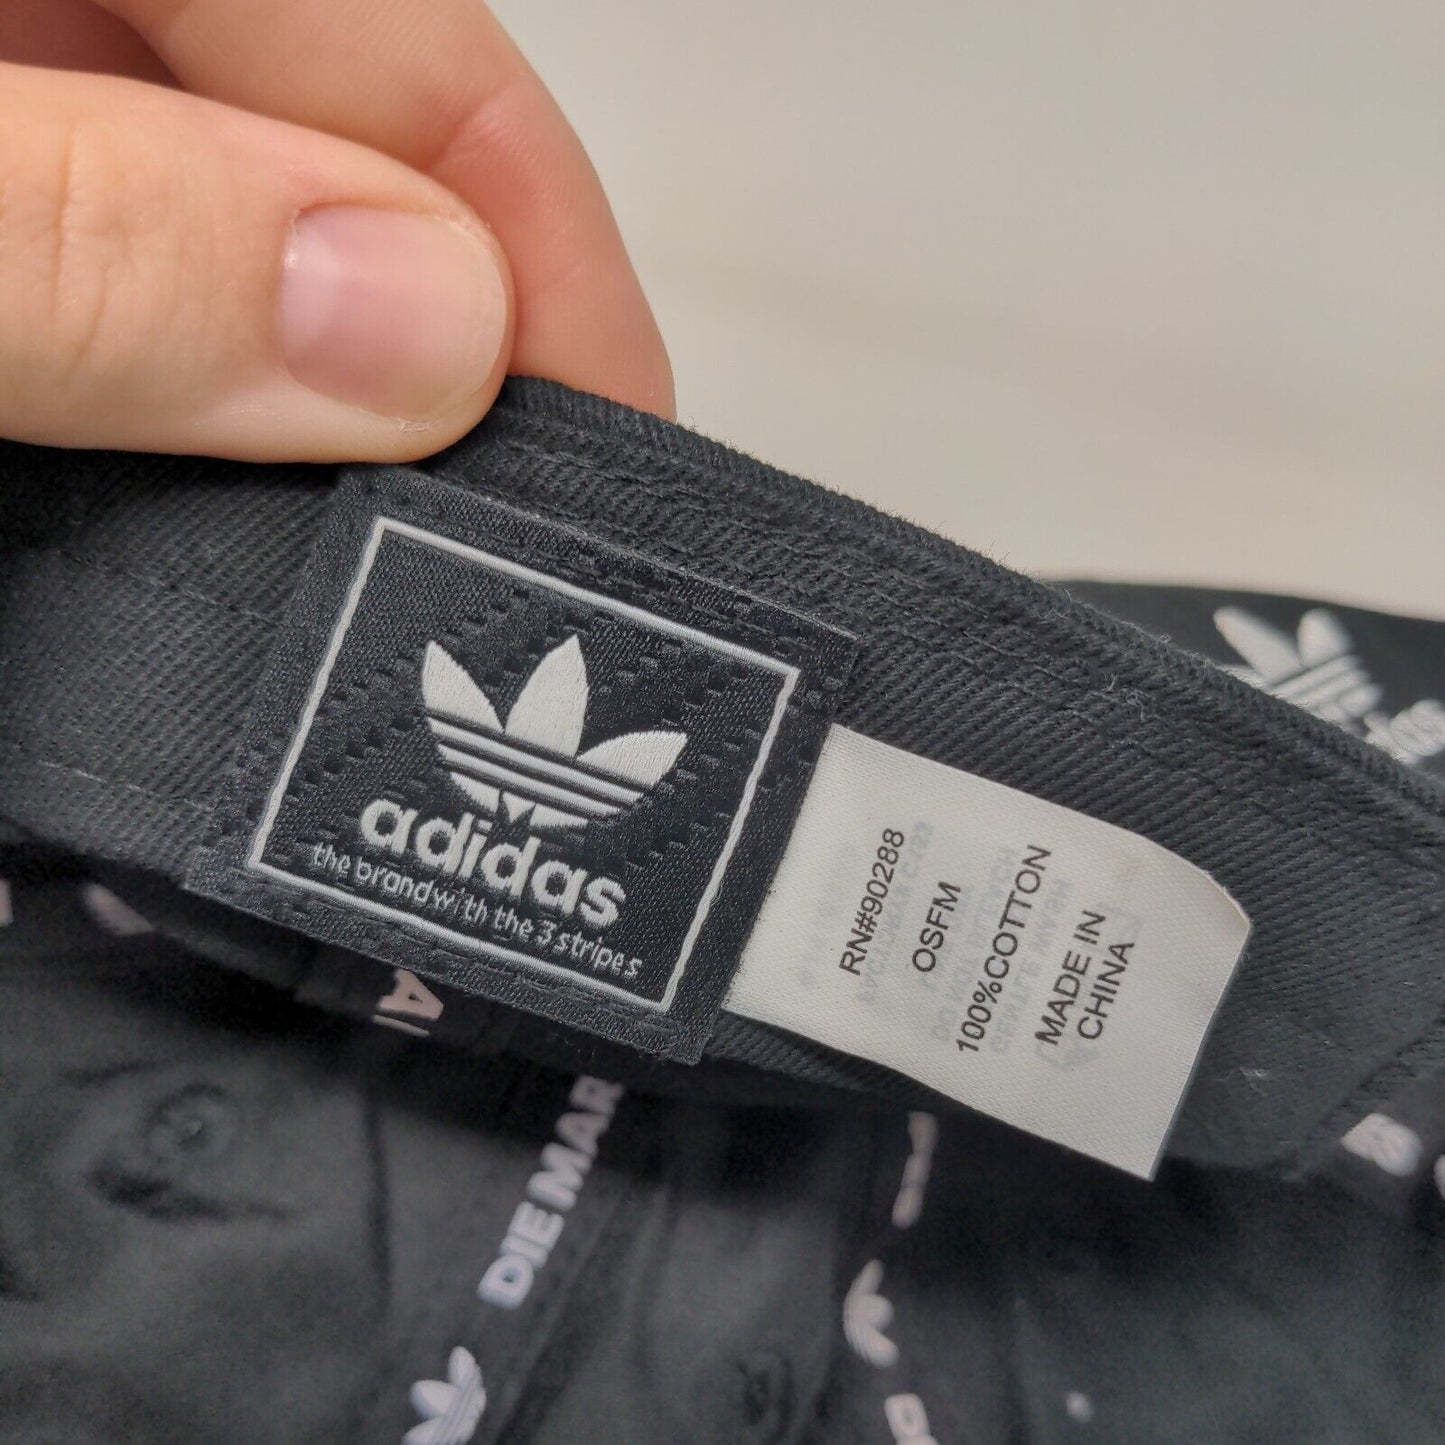 adidas
the brand with the 3 stripes
RN#90288
OSFM
100%COTTON
MADE IN
CHINA
DIE MAR